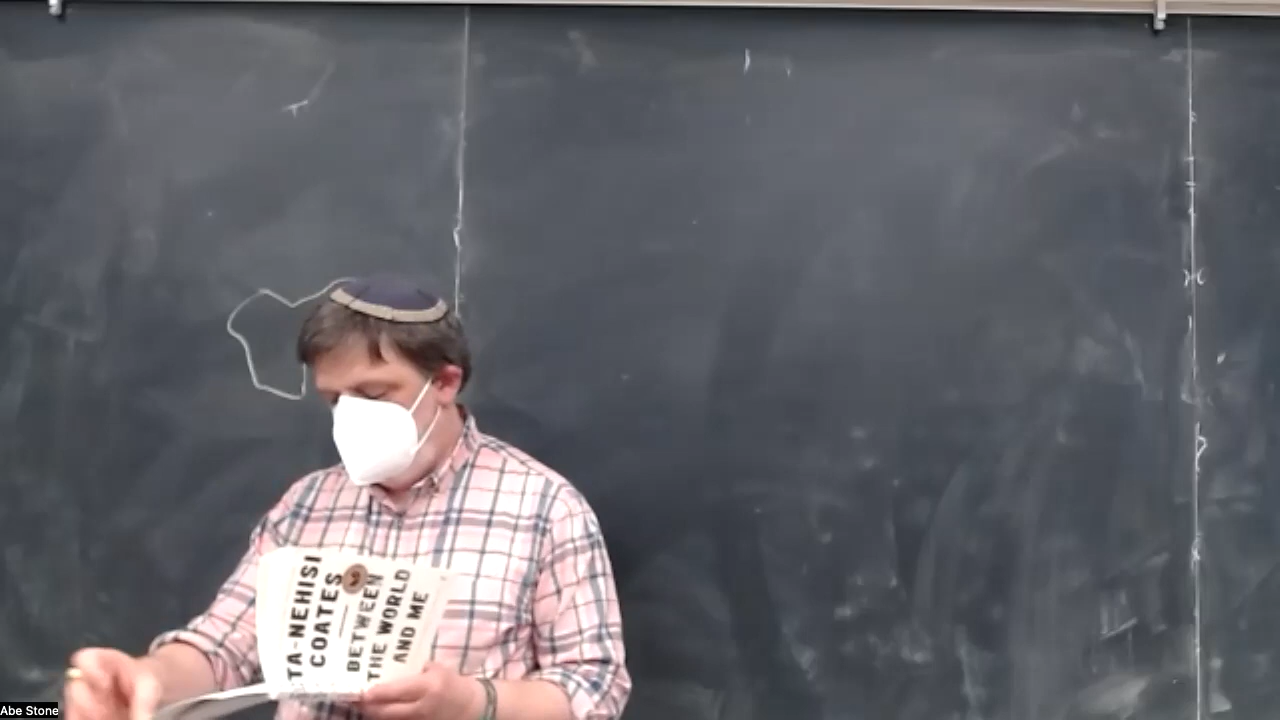 TA-NEHISI
COATES
BETWEEN
THE WORLD
AND ME
Abe Stone